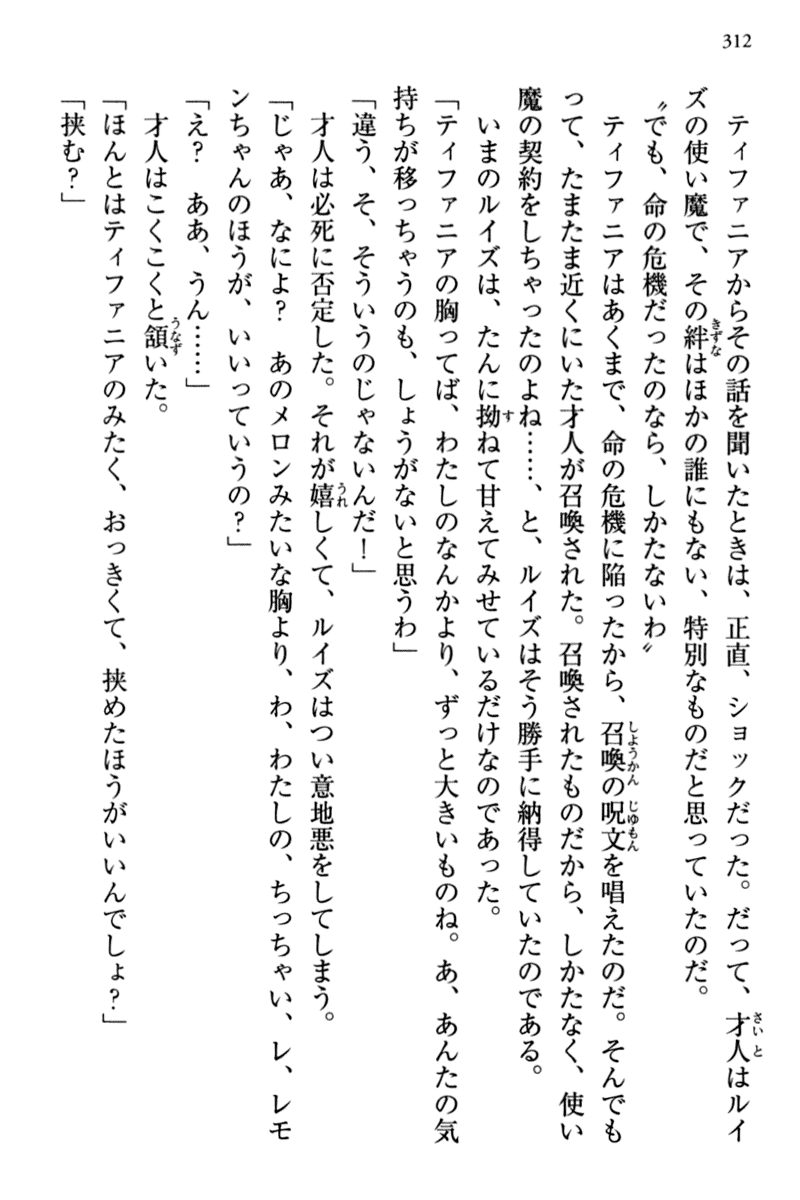 312
ティファニアからその話を聞いたときは、正直、ショックだった。だって、才人はルイ
ズの使い魔で、その絆はほかの誰にもない、特別なものだと思っていたのだ。
〝でも、命の危機だったのなら、しかたないわ〟
ティファニアはあくまで、命の危機に陥ったから、召喚の呪文を唱えたのだ。そんでも
って、たまたま近くにいた才人が召喚された。召喚されたものだから、しかたなく、使い
魔の契約をしちゃったのよね……、と、ルイズはそう勝手に納得していたのである。
いまのルイズは、たんに拗ねて甘えてみせているだけなのであった。
「ティファニアの胸ってば、わたしのなんかより、ずっと大きいものね。あ、あんたの気
持ちが移っちゃうのも、しょうがないと思うわ」
「違う、そ、そういうのじゃないんだ！」
才人は必死に否定した。それが嬉しくて、ルイズはつい意地悪をしてしまう。
「じゃあ、なによ？　あのメロンみたいな胸より、わ、わたしの、ちっちゃい、レ、レモ
ンちゃんのほうが、いいっていうの？」
「え？　ああ、うん……」
才人はこくこくと頷いた。
「ほんとはティファニアのみたく、おっきくて、挟めたほうがいいんでしょ？」
「挟む？」